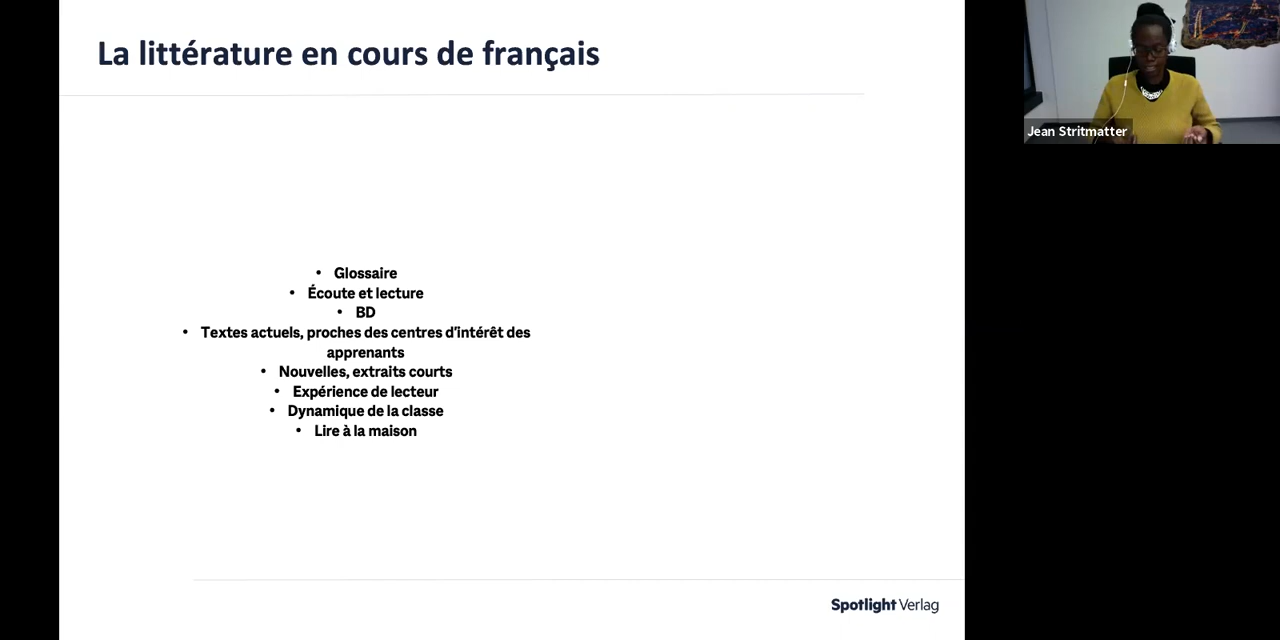 La littérature en cours de français
Jean Stritmatter
• Glossaire
• Écoute et lecture
• BD
• Textes actuels, proches des centres d'intérêt des
apprenants
• Nouvelles, extraits courts
• Expérience de lecteur
• Dynamique de la classe
• Lire à la maison
Spotlight Verlag